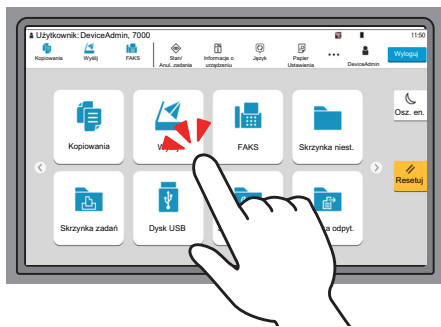 Użytkownik: DeviceAdmin, 7000
11:50
Kopiowania
Wyślij
FAKS
Stan/
Anul. zadania
Informacje o
urządzeniu
Język
Papier
Ustawienia
DeviceAdmin
Wyloguj
Osz. en.
Kopiowania
FAKS
Skrzynka niest.
Resetuj
Skrzynka zadań
Dysk USB
odpyt.